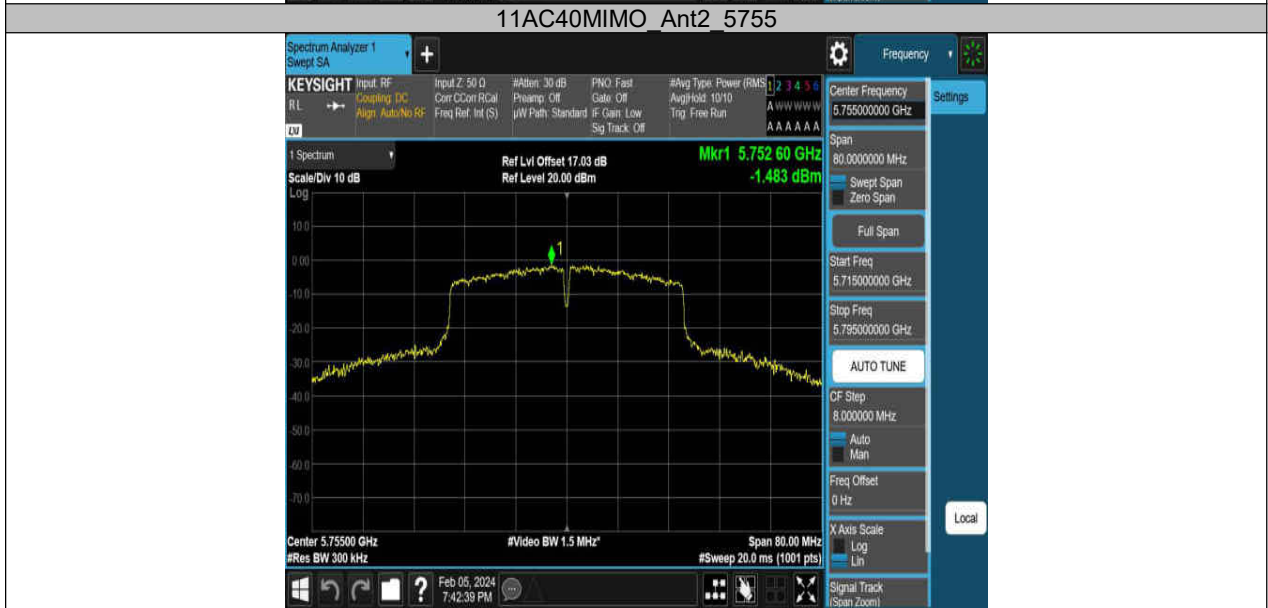 11AC40MIMO_Ant2_5755
Spectrum Analyzer 1
Swept SA
+
Frequency
KEYSIGHT
RL
LXI
Input: RF
Coupling: DC
Align: Auto/No RF
Input Z: 50 Ω
Corr CCorr RCal
Freq Ref: Int (S)
#Atten: 30 dB
Preamp: Off
µW Path: Standard
PNO: Fast
Gate: Off
IF Gain: Low
Sig Track: Off
#Avg Type: Power (RMS
Avg|Hold: 10/10
Trig: Free Run
1 2 3 4 5 6
A W W W W W
A A A A A A
Center Frequency
5.755000000 GHz
Settings
1 Spectrum
Scale/Div 10 dB
Log
Ref Lvl Offset 17.03 dB
Ref Level 20.00 dBm
Mkr1 5.752 60 GHz
-1.483 dBm
Span
80.0000000 MHz
Swept Span
Zero Span
Full Span
Start Freq
5.715000000 GHz
Stop Freq
5.795000000 GHz
AUTO TUNE
CF Step
8.000000 MHz
Auto
Man
Freq Offset
0 Hz
X Axis Scale
Log
Lin
Signal Track
(Span Zoom)
Local
10.0
0.00
-10.0
-20.0
-30.0
-40.0
-50.0
-60.0
-70.0
1
Center 5.75500 GHz
#Res BW 300 kHz
#Video BW 1.5 MHz*
Span 80.00 MHz
#Sweep 20.0 ms (1001 pts)
?
Feb 05, 2024
7:42:39 PM